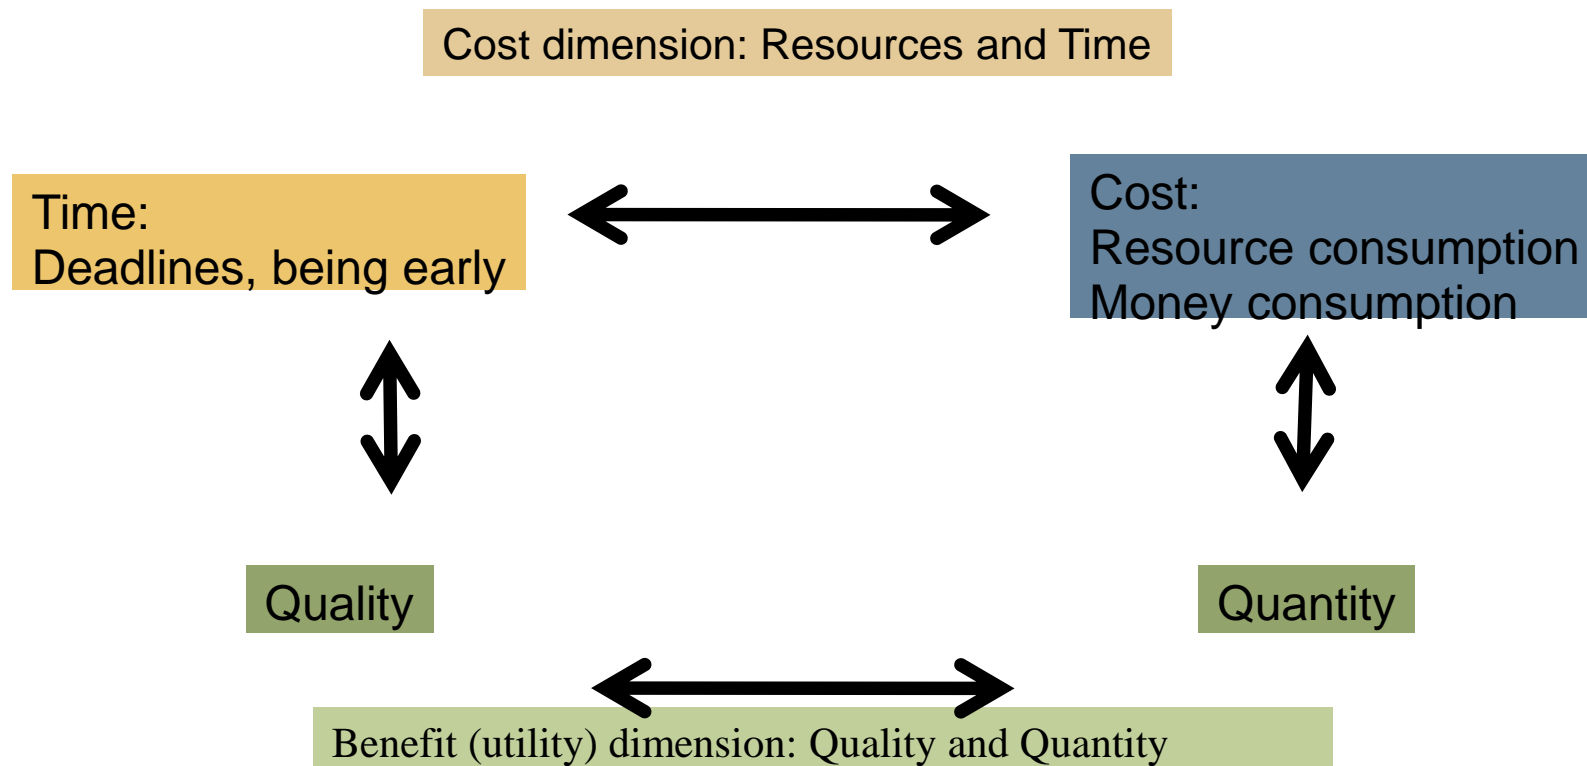 Cost dimension: Resources and Time
Time:
Deadlines, being early
Cost:
Resource consumption
Money consumption
Quality
Quantity
Benefit (utility) dimension: Quality and Quantity